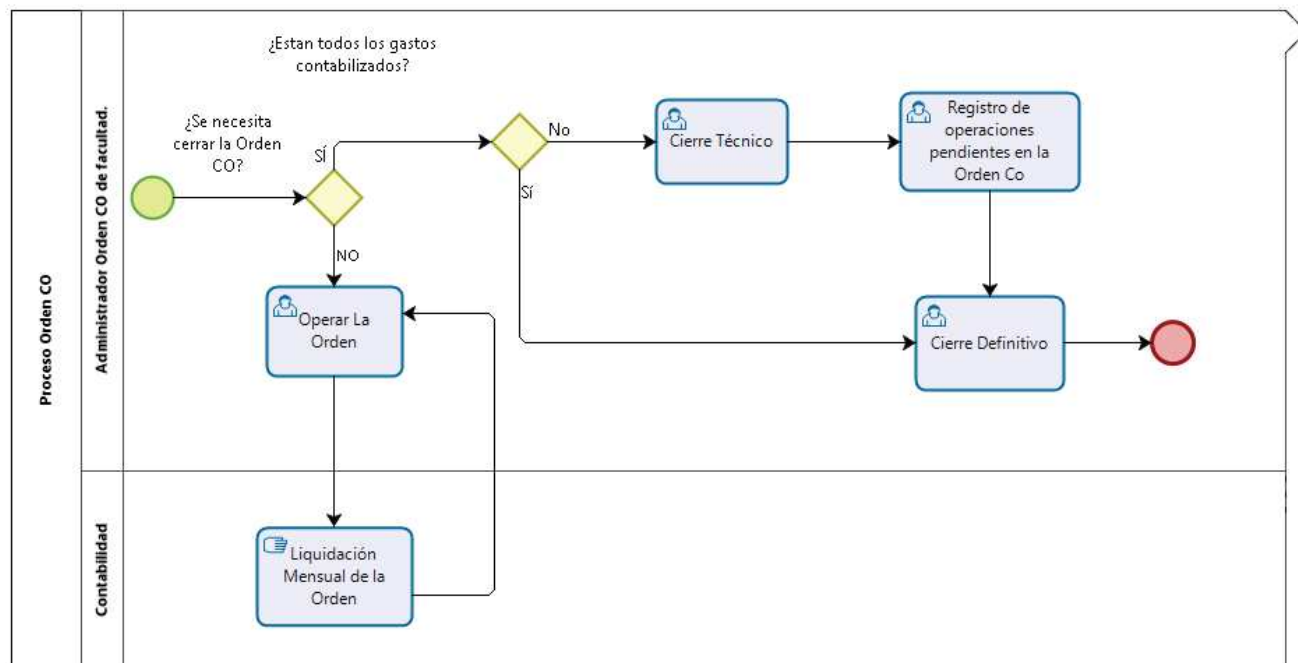 Proceso Orden CO
Administrador Orden CO de facultad.
¿Estan todos los gastos
contabilizados?
¿Se necesita
cerrar la Orden
CO?
SÍ
NO
No
Sí
Cierre Técnico
Registro de
operaciones
pendientes en la
Orden Co
Operar La
Orden
Cierre Definitivo
Contabilidad
Liquidación
Mensual de la
Orden